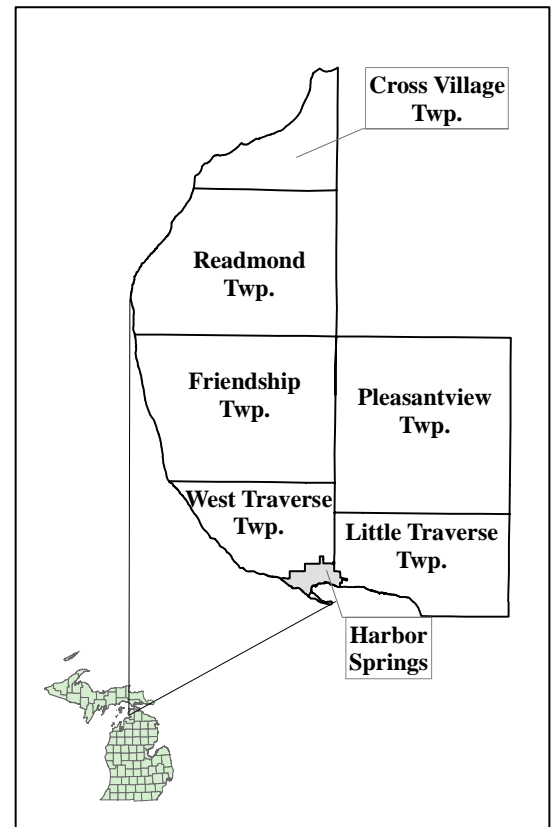 Cross Village
Twp.
Readmond
Twp.
Friendship
Twp.
Pleasantview
Twp.
West Traverse
Twp.
Little Traverse
Twp.
Harbor
Springs